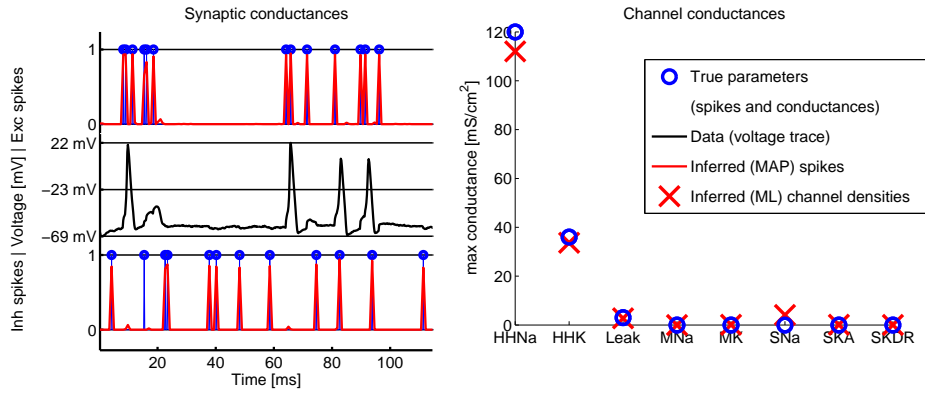 Synaptic conductances
Inh spikes | Voltage [mV] | Exc spikes
1
0
22 mV
−23 mV
−69 mV
1
0
20
40
60
80
100
Time [ms]
Channel conductances
max conductance [mS/cm²]
120
100
80
60
40
20
0
HHNa
HHK
Leak
MNa
MK
SNa
SKA
SKDR
True parameters
(spikes and conductances)
Data (voltage trace)
Inferred (MAP) spikes
Inferred (ML) channel densities